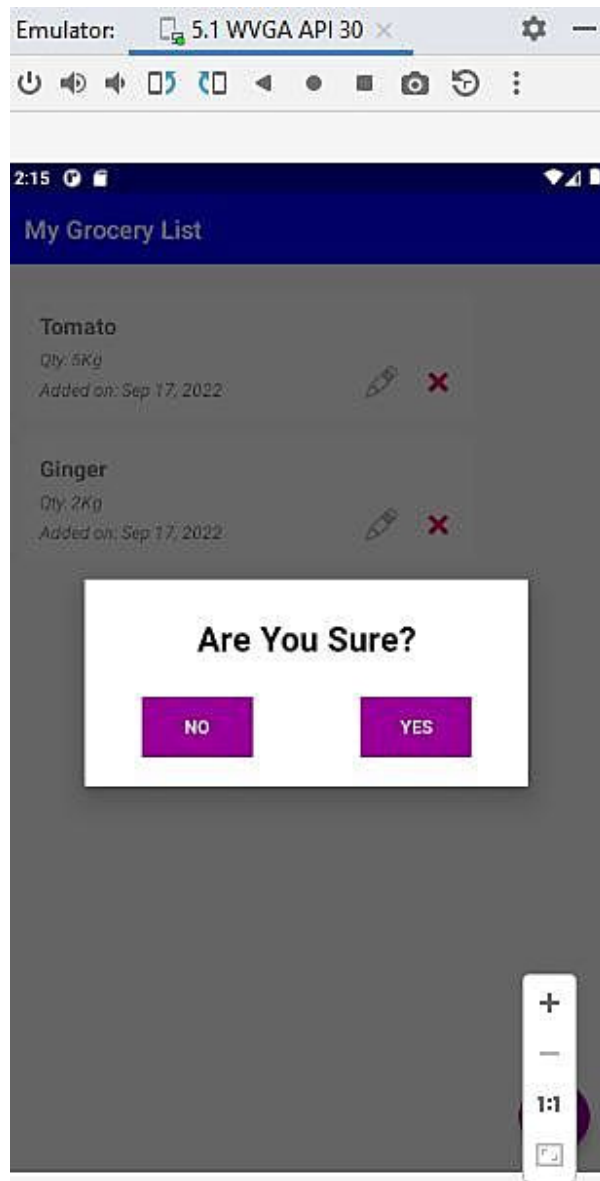 Emulator: 5.1 WVGA API 30
2:15
My Grocery List
Tomato
Qty: 5Kg
Added on: Sep 17, 2022
Ginger
Qty: 2Kg
Added on: Sep 17, 2022
Are You Sure?
NO YES
1:1